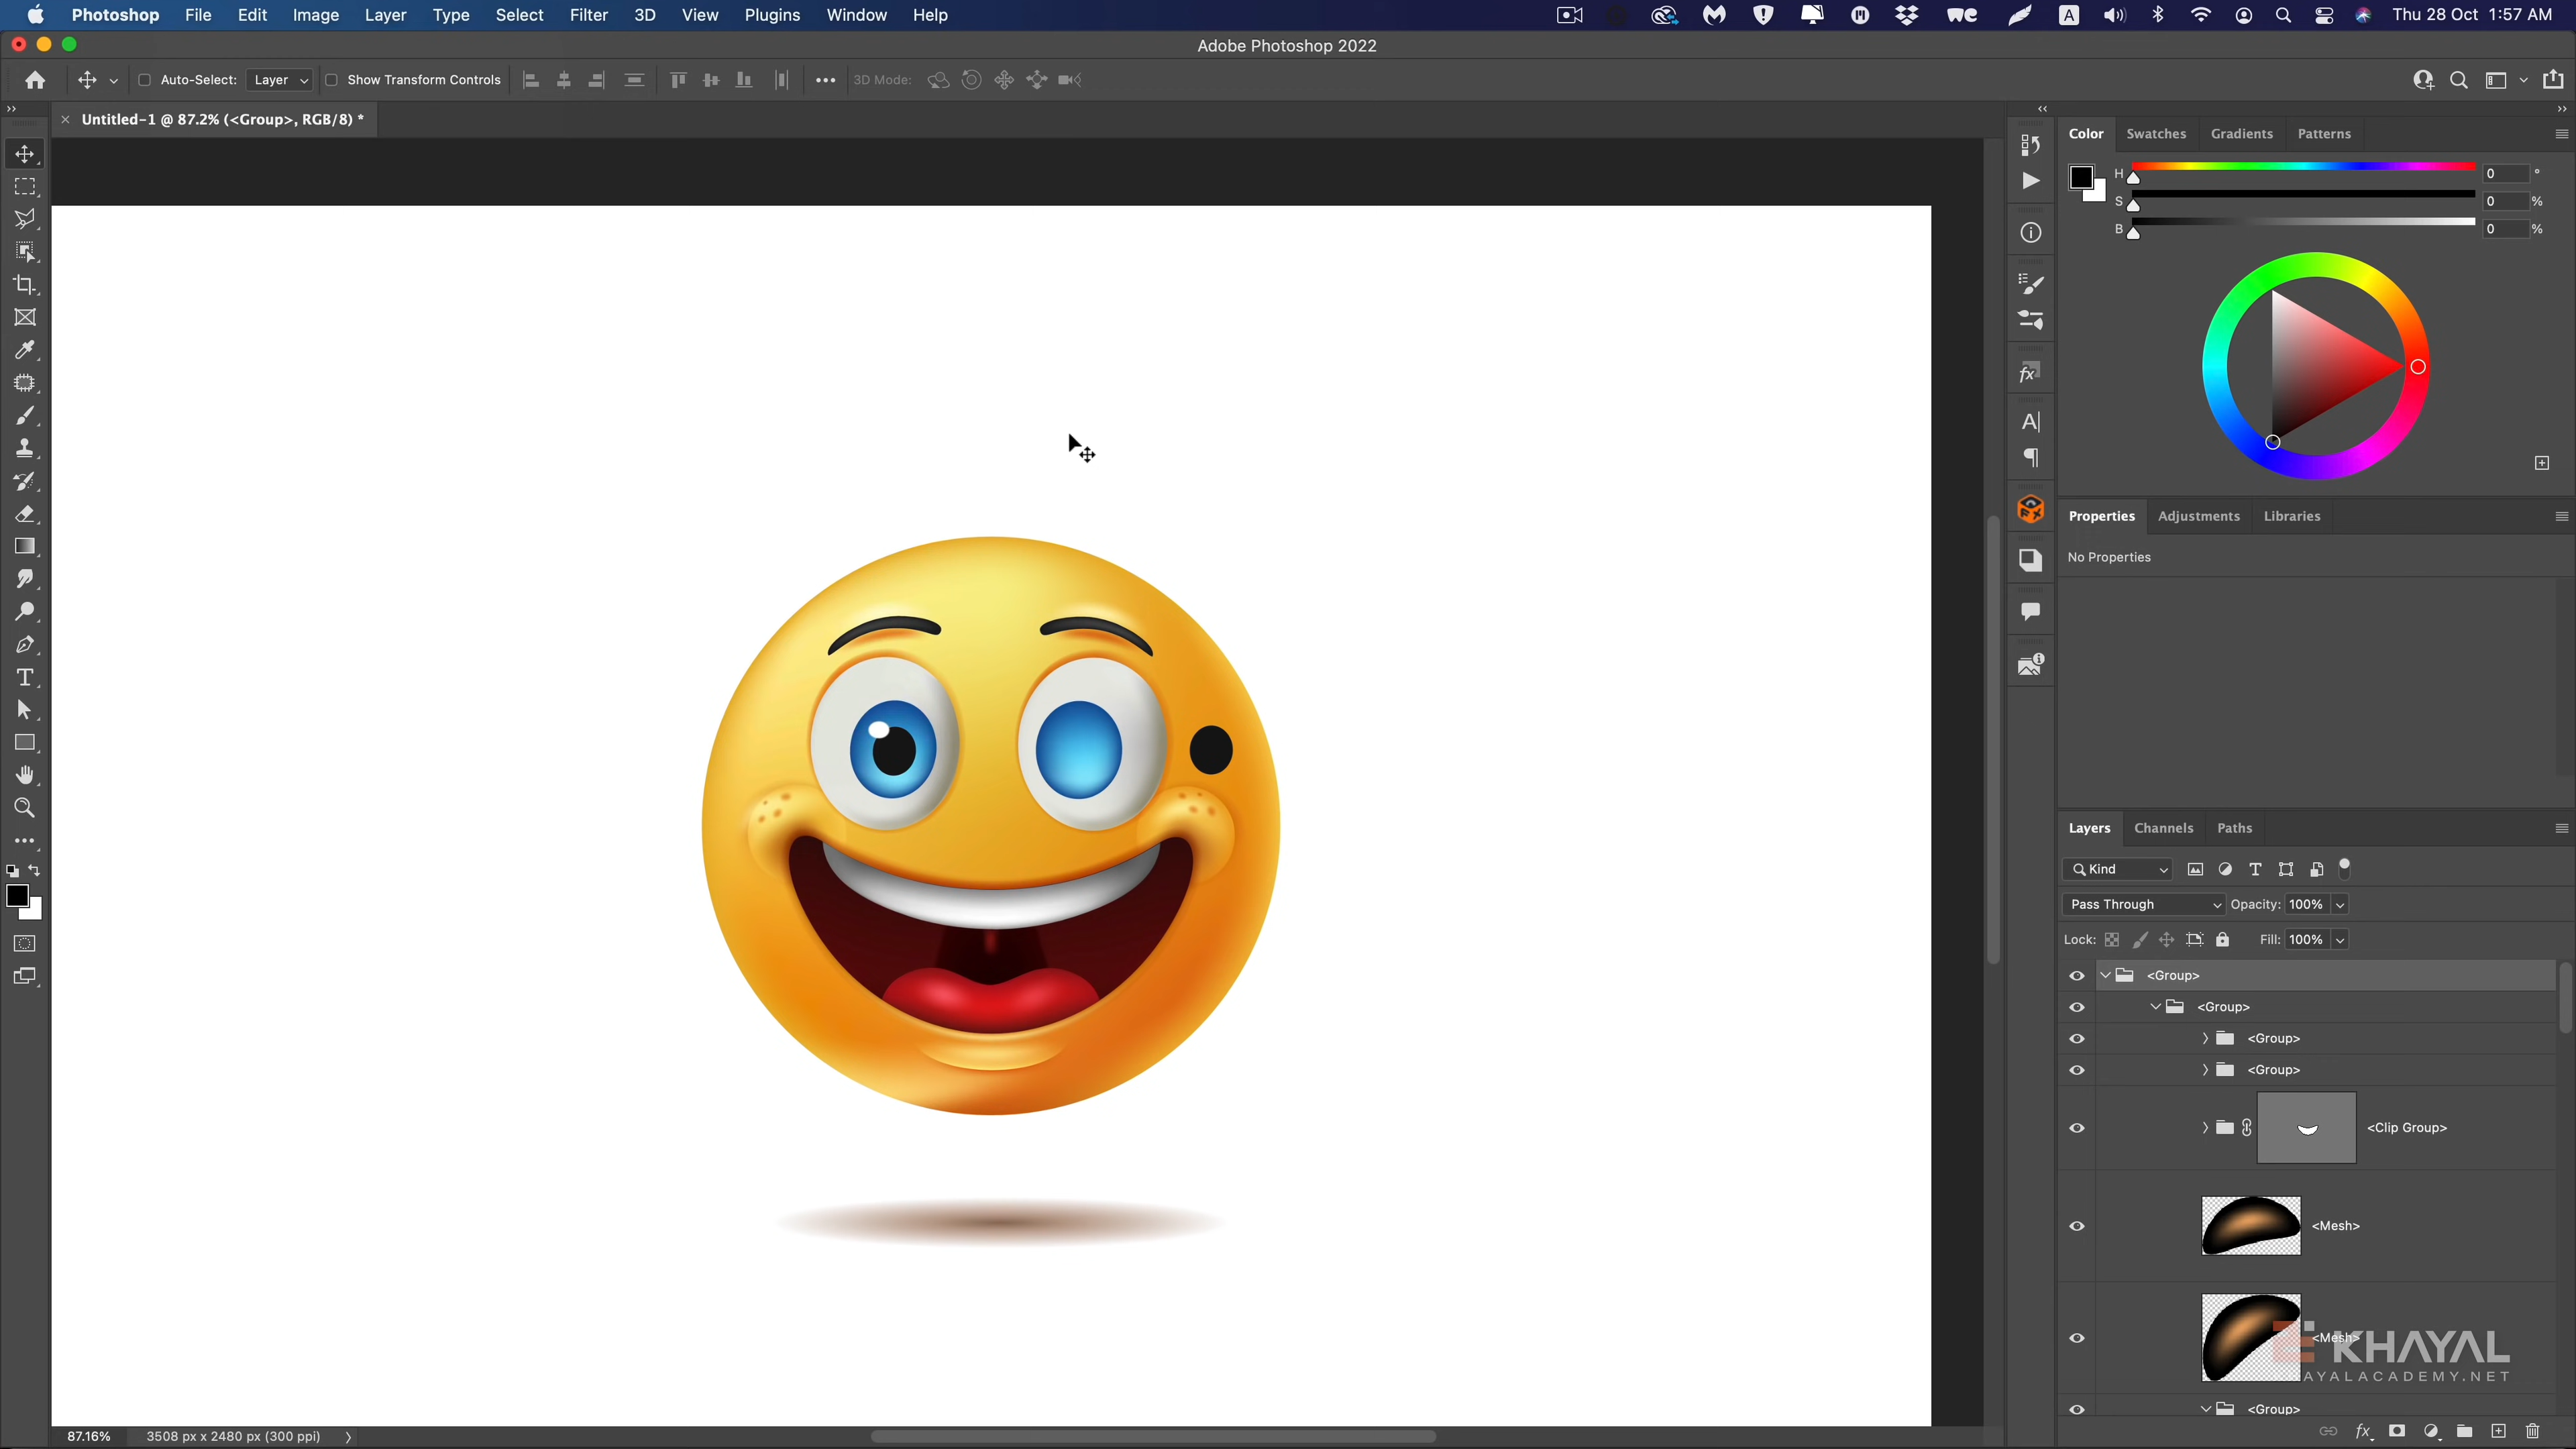 Photoshop File Edit Image Layer Type Select Filter 3D View Plugins Window Help
A Thu 28 Oct 1:57 AM
Adobe Photoshop 2022
Auto-Select: Layer Show Transform Controls 3D Mode:
Untitled-1 @ 87.2% (<Group>, RGB/8) *
Color Swatches Gradients Patterns
H 0 °
S 0 %
B 0 %
Properties Adjustments Libraries
No Properties
Layers Channels Paths
Kind
Pass Through Opacity: 100%
Lock: Fill: 100%
<Group>
<Group>
<Group>
<Group>
<Clip Group>
<Mesh>
<Mesh>
KHAYAL
AYALACADEMY.NET
<Group>
87.16% 3508 px x 2480 px (300 ppi)